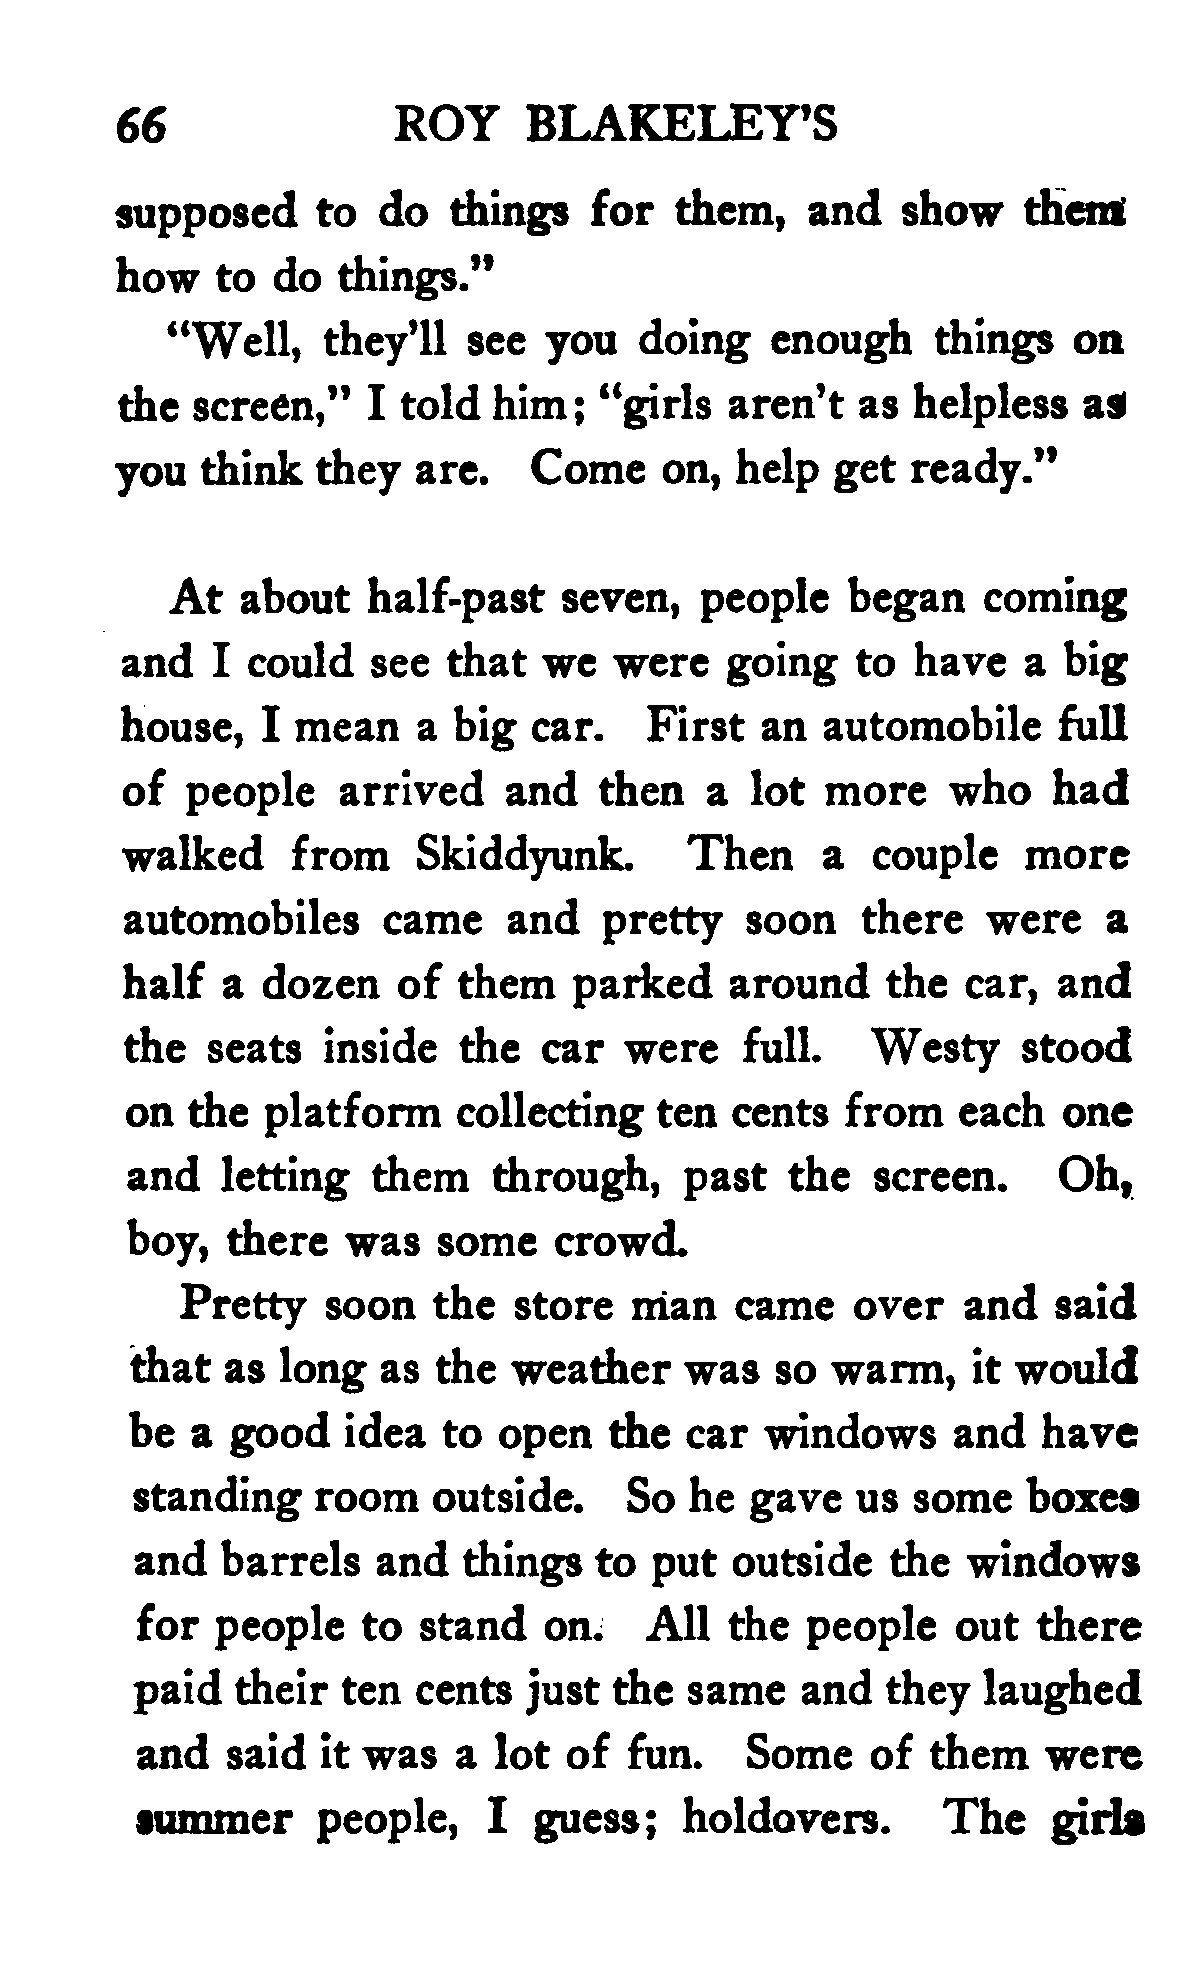 66 ROY BLAKELEY'S
supposed to do things for them, and show them
how to do things."
"Well, they'll see you doing enough things on
the screen," I told him; "girls aren't as helpless as
you think they are. Come on, help get ready."
At about half-past seven, people began coming
and I could see that we were going to have a big
house, I mean a big car. First an automobile full
of people arrived and then a lot more who had
walked from Skiddyunk. Then a couple more
automobiles came and pretty soon there were a
half a dozen of them parked around the car, and
the seats inside the car were full. Westy stood
on the platform collecting ten cents from each one
and letting them through, past the screen. Oh,
boy, there was some crowd.
Pretty soon the store man came over and said
that as long as the weather was so warm, it would
be a good idea to open the car windows and have
standing room outside. So he gave us some boxes
and barrels and things to put outside the windows
for people to stand on. All the people out there
paid their ten cents just the same and they laughed
and said it was a lot of fun. Some of them were
summer people, I guess; holdovers. The girls